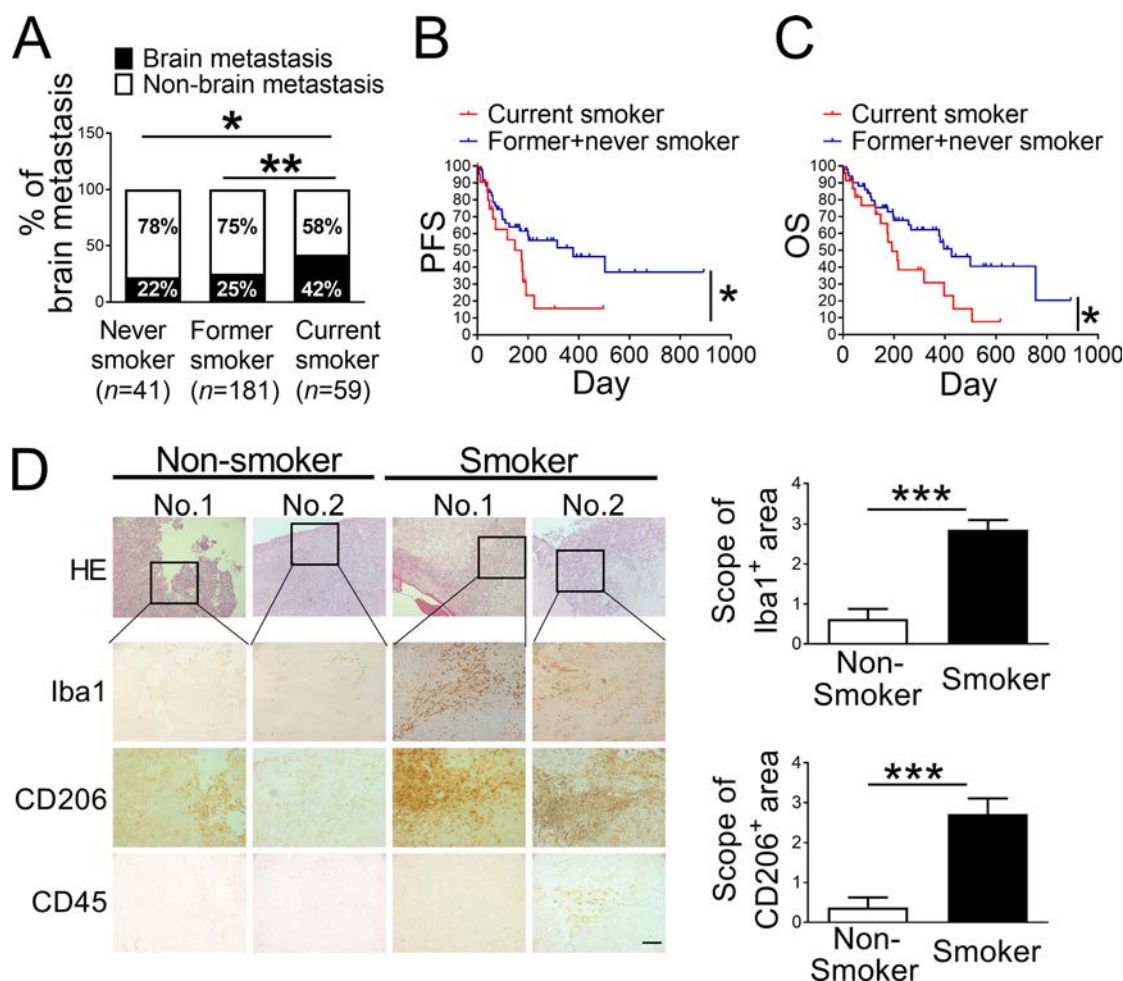 A
Brain metastasis
Non-brain metastasis
% of
brain metastasis
150
100
50
0
*
**
78%
75%
58%
22%
25%
42%
Never
smoker
(n=41)
Former
smoker
(n=181)
Current
smoker
(n=59)
B
Current smoker
Former+never smoker
PFS
100
90
80
70
60
50
40
30
20
10
0
0 200 400 600 800 1000
Day
*
C
Current smoker
Former+never smoker
OS
100
90
80
70
60
50
40
30
20
10
0
0 200 400 600 800 1000
Day
*
D
Non-smoker Smoker
No.1 No.2 No.1 No.2
HE
Iba1
CD206
CD45
Scope of
Iba1+ area
4
3
2
1
0
***
Non-
Smoker
Smoker
Scope of
CD206+ area
4
3
2
1
0
***
Non-
Smoker
Smoker